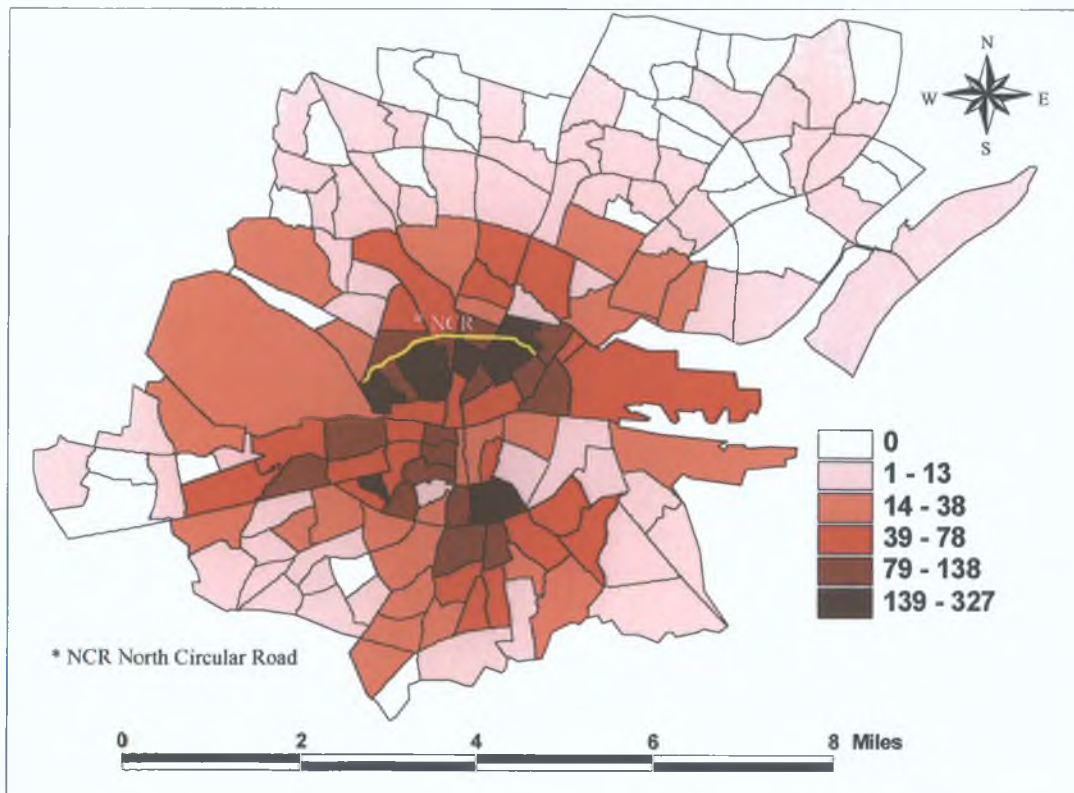 N
W E
S
* NCR
0
1 - 13
14 - 38
39 - 78
79 - 138
139 - 327
* NCR North Circular Road
0 2 4 6 8 Miles